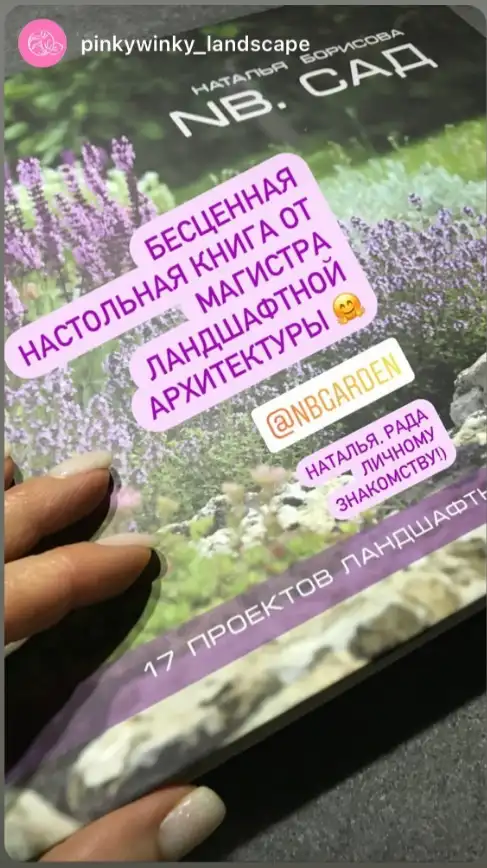 pinkywinky_landscape
НАТАЛЬЯ БОРИСОВА
NB. САД
БЕСЦЕННАЯ
НАСТОЛЬНАЯ КНИГА ОТ
МАГИСТРА
ЛАНДШАФТНОЙ
АРХИТЕКТУРЫ 🤗
@NBGARDEN
НАТАЛЬЯ, РАДА
ЛИЧНОМУ
ЗНАКОМСТВУ!)
17 ПРОЕКТОВ